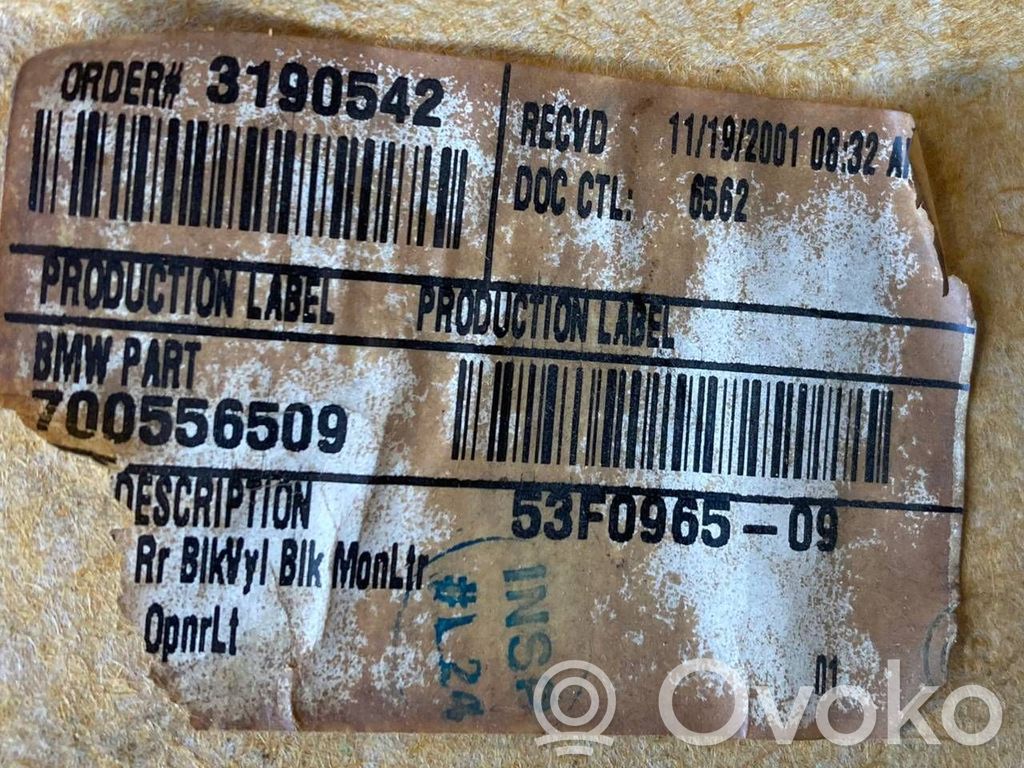 ORDER# 3190542
RECVD 11/19/2001 08:32 A
DOC CTL: 6562
PRODUCTION LABEL PRODUCTION LABEL
BMW PART
700556509
53F0965-09
DESCRIPTION
Rr BlkVyl Blk MonLtr
OpnrLt
INSP
#L24
01
Ovoko